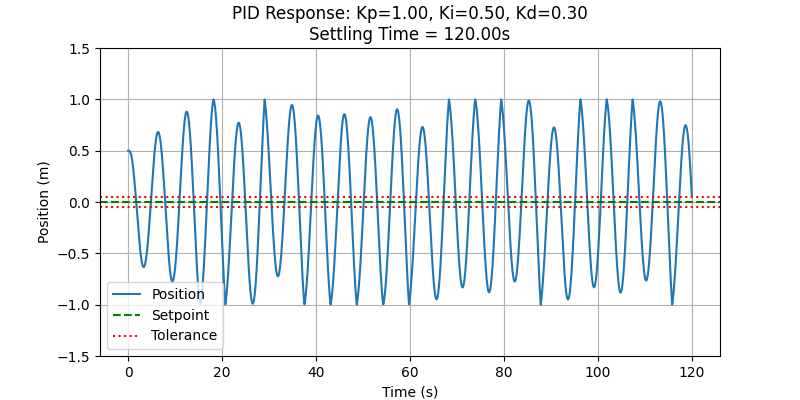 PID Response: Kp=1.00, Ki=0.50, Kd=0.30
Settling Time = 120.00s
Position (m)
1.5
1.0
0.5
0.0
−0.5
−1.0
−1.5
Position
Setpoint
Tolerance
0 20 40 60 80 100 120
Time (s)